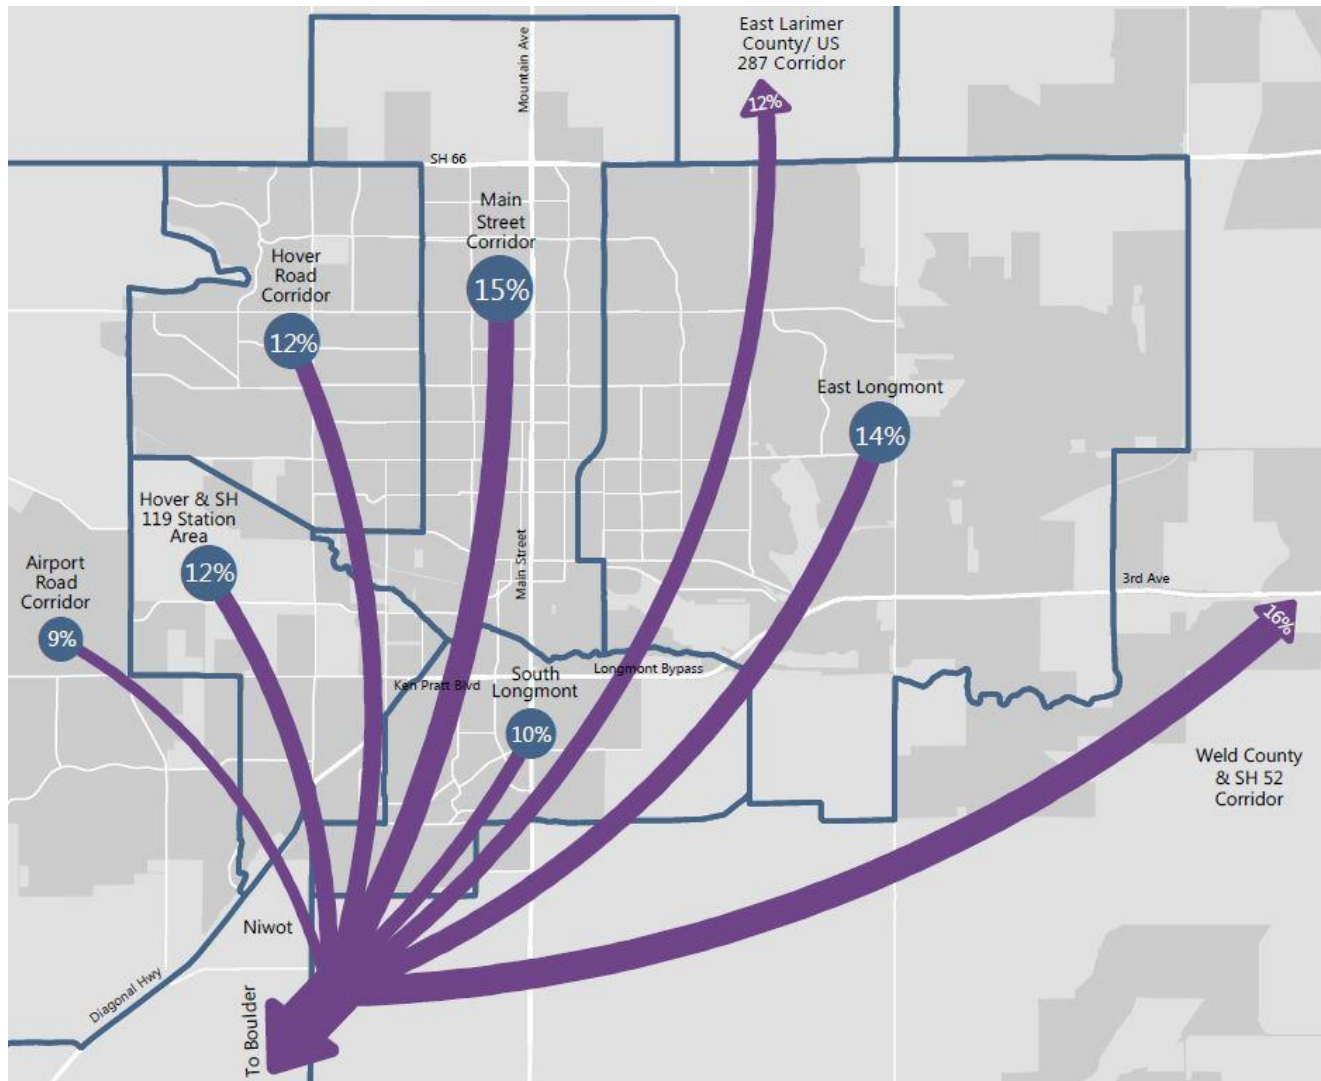 East Larimer
County/ US
287 Corridor
12%
Mountain Ave
SH 66
Main
Street
Corridor
15%
Hover
Road
Corridor
12%
East Longmont
14%
Hover & SH
119 Station
Area
12%
Airport
Road
Corridor
9%
Main Street
3rd Ave
16%
Longmont Bypass
Ken Pratt Blvd
South
Longmont
10%
Weld County
& SH 52
Corridor
Niwot
Diagonal Hwy
To Boulder